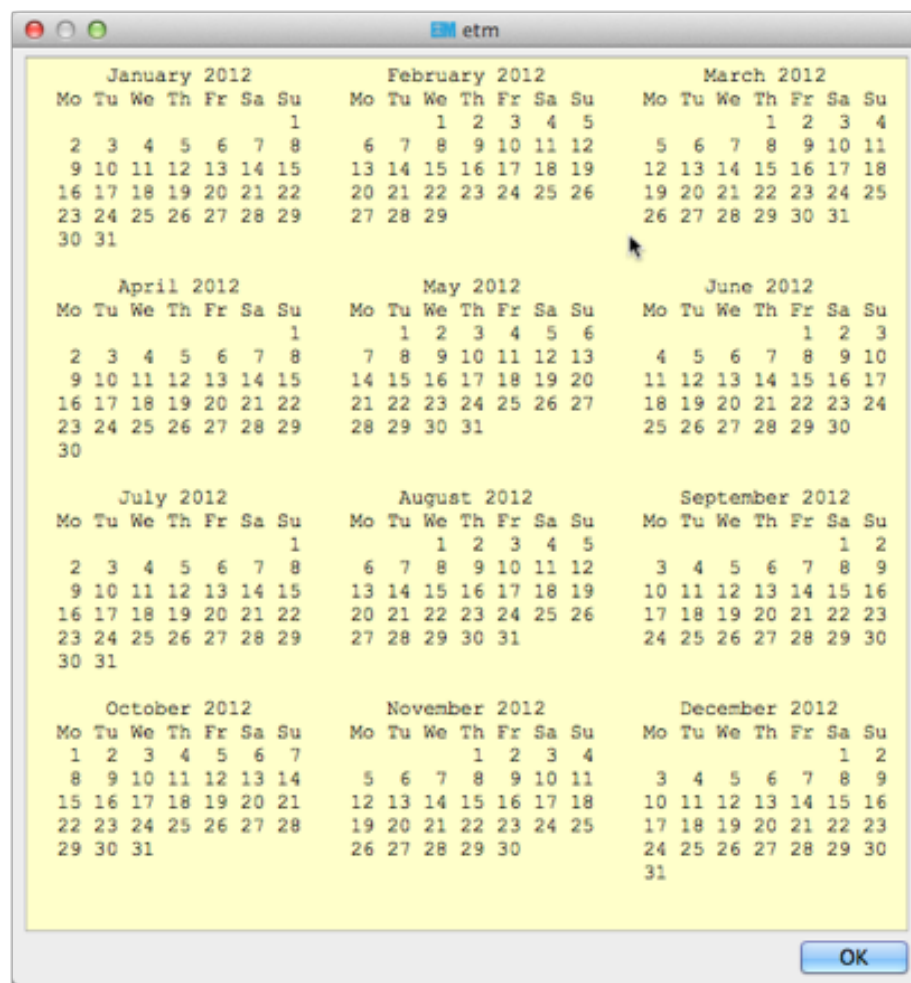 ETM etm
January 2012 February 2012 March 2012
Mo Tu We Th Fr Sa Su Mo Tu We Th Fr Sa Su Mo Tu We Th Fr Sa Su
1 1 2 3 4 5 1 2 3 4
2 3 4 5 6 7 8 6 7 8 9 10 11 12 5 6 7 8 9 10 11
9 10 11 12 13 14 15 13 14 15 16 17 18 19 12 13 14 15 16 17 18
16 17 18 19 20 21 22 20 21 22 23 24 25 26 19 20 21 22 23 24 25
23 24 25 26 27 28 29 27 28 29 26 27 28 29 30 31
30 31
April 2012 May 2012 June 2012
Mo Tu We Th Fr Sa Su Mo Tu We Th Fr Sa Su Mo Tu We Th Fr Sa Su
1 1 2 3 4 5 6 1 2 3
2 3 4 5 6 7 8 7 8 9 10 11 12 13 4 5 6 7 8 9 10
9 10 11 12 13 14 15 14 15 16 17 18 19 20 11 12 13 14 15 16 17
16 17 18 19 20 21 22 21 22 23 24 25 26 27 18 19 20 21 22 23 24
23 24 25 26 27 28 29 28 29 30 31 25 26 27 28 29 30
30
July 2012 August 2012 September 2012
Mo Tu We Th Fr Sa Su Mo Tu We Th Fr Sa Su Mo Tu We Th Fr Sa Su
1 1 2 3 4 5 1 2
2 3 4 5 6 7 8 6 7 8 9 10 11 12 3 4 5 6 7 8 9
9 10 11 12 13 14 15 13 14 15 16 17 18 19 10 11 12 13 14 15 16
16 17 18 19 20 21 22 20 21 22 23 24 25 26 17 18 19 20 21 22 23
23 24 25 26 27 28 29 27 28 29 30 31 24 25 26 27 28 29 30
30 31
October 2012 November 2012 December 2012
Mo Tu We Th Fr Sa Su Mo Tu We Th Fr Sa Su Mo Tu We Th Fr Sa Su
1 2 3 4 5 6 7 1 2 3 4 1 2
8 9 10 11 12 13 14 5 6 7 8 9 10 11 3 4 5 6 7 8 9
15 16 17 18 19 20 21 12 13 14 15 16 17 18 10 11 12 13 14 15 16
22 23 24 25 26 27 28 19 20 21 22 23 24 25 17 18 19 20 21 22 23
29 30 31 26 27 28 29 30 24 25 26 27 28 29 30
31
OK